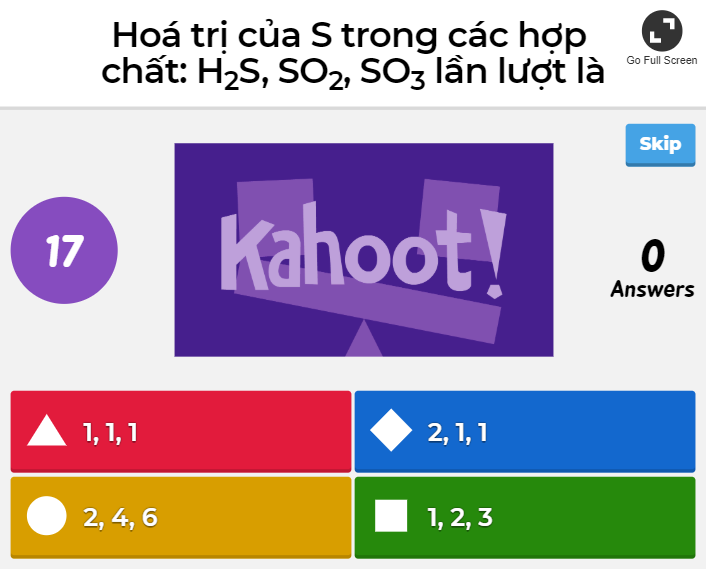 Hoá trị của S trong các hợp
chất: H₂S, SO₂, SO₃ lần lượt là
Go Full Screen
Skip
17
Kahoot!
0
Answers
1, 1, 1
2, 1, 1
2, 4, 6
1, 2, 3